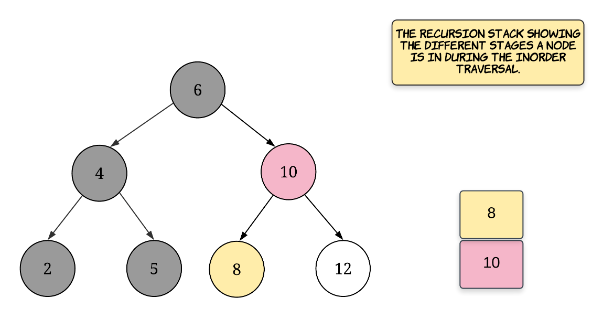 THE RECURSION STACK SHOWING
THE DIFFERENT STAGES A NODE
IS IN DURING THE INORDER
TRAVERSAL.
6
4
10
2
5
8
12
8
10